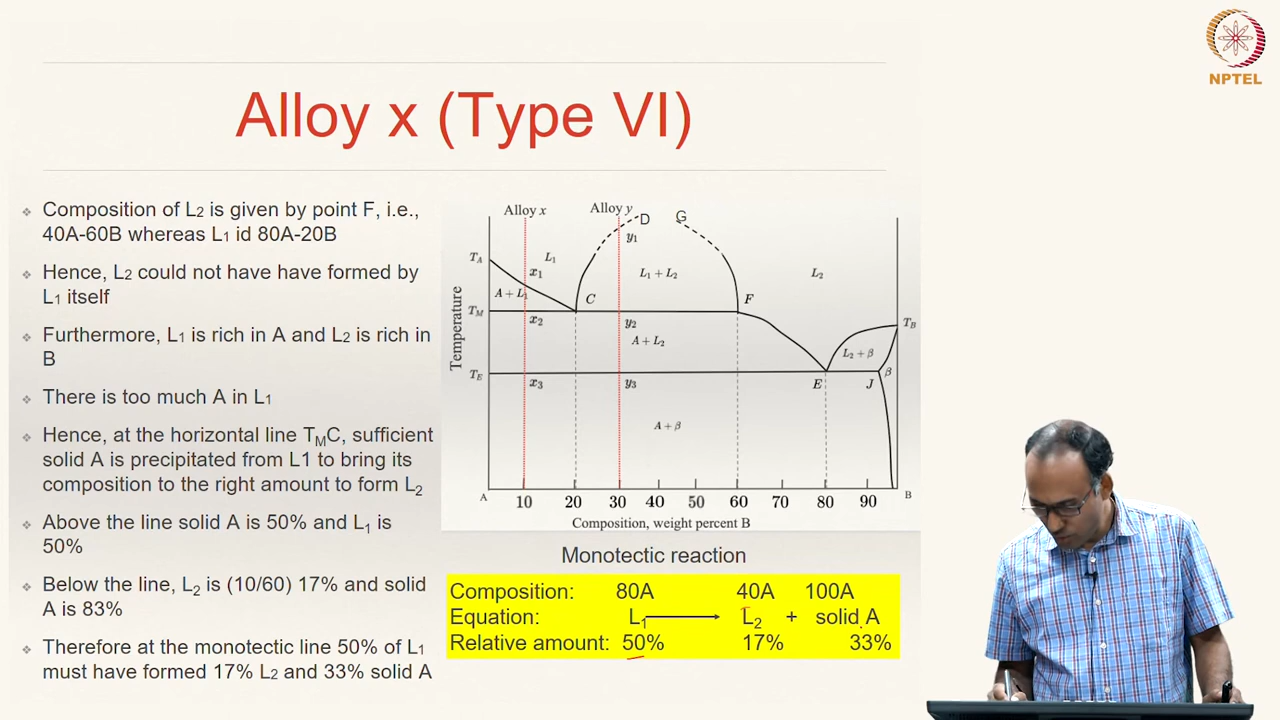 NPTEL
Alloy x (Type VI)
❖ Composition of L₂ is given by point F, i.e.,
40A-60B whereas L₁ id 80A-20B
❖ Hence, L₂ could not have have formed by
L₁ itself
❖ Furthermore, L₁ is rich in A and L₂ is rich in
B
❖ There is too much A in L₁
❖ Hence, at the horizontal line TMC, sufficient
solid A is precipitated from L1 to bring its
composition to the right amount to form L₂
❖ Above the line solid A is 50% and L₁ is
50%
❖ Below the line, L₂ is (10/60) 17% and solid
A is 83%
❖ Therefore at the monotectic line 50% of L₁
must have formed 17% L₂ and 33% solid A
Alloy x Alloy y D G
y₁
TA L₁ x₁ L₁ + L₂ L₂
A + L₁ C F
TM x₂ y₂ TB
A + L₂ L₂ + β
TE x₃ y₃ E J β
A + β
Temperature
A 10 20 30 40 50 60 70 80 90 B
Composition, weight percent B
Monotectic reaction
Composition: 80A 40A 100A
Equation: L₁ → L₂ + solid A
Relative amount: 50% 17% 33%